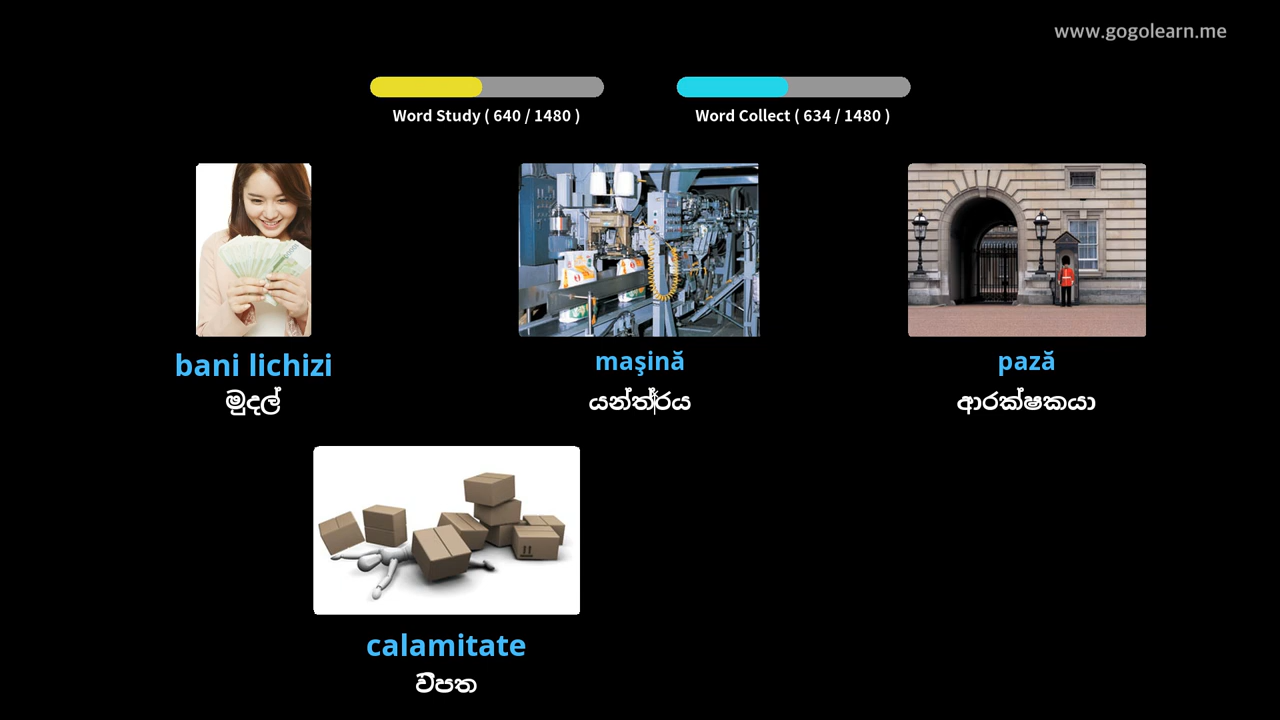 www.gogolearn.me
Word Study ( 640 / 1480 )
Word Collect ( 634 / 1480 )
bani lichizi
මුදල්
maşină
යන්ත්‍රය
pază
ආරක්ෂකයා
calamitate
විපත